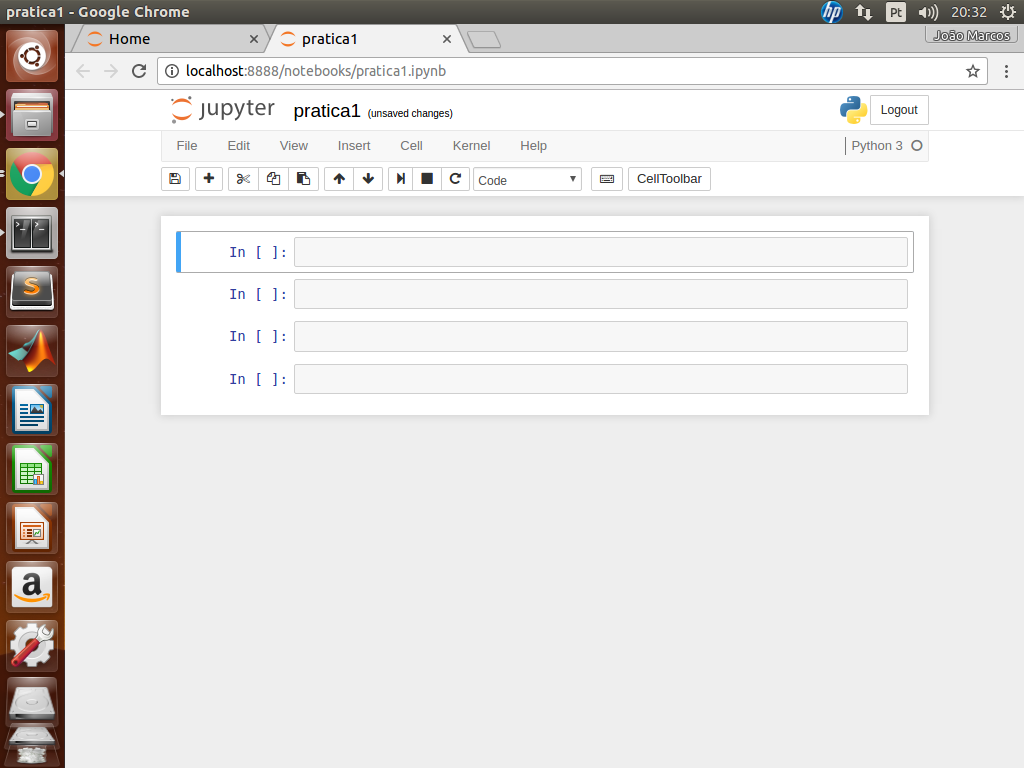 pratica1 - Google Chrome
hp
Pt
20:32
Home
pratica1
João Marcos
localhost:8888/notebooks/pratica1.ipynb
jupyter
pratica1 (unsaved changes)
Logout
File Edit View Insert Cell Kernel Help
Python 3
Code
CellToolbar
In [ ]:
In [ ]:
In [ ]:
In [ ]:
S
a